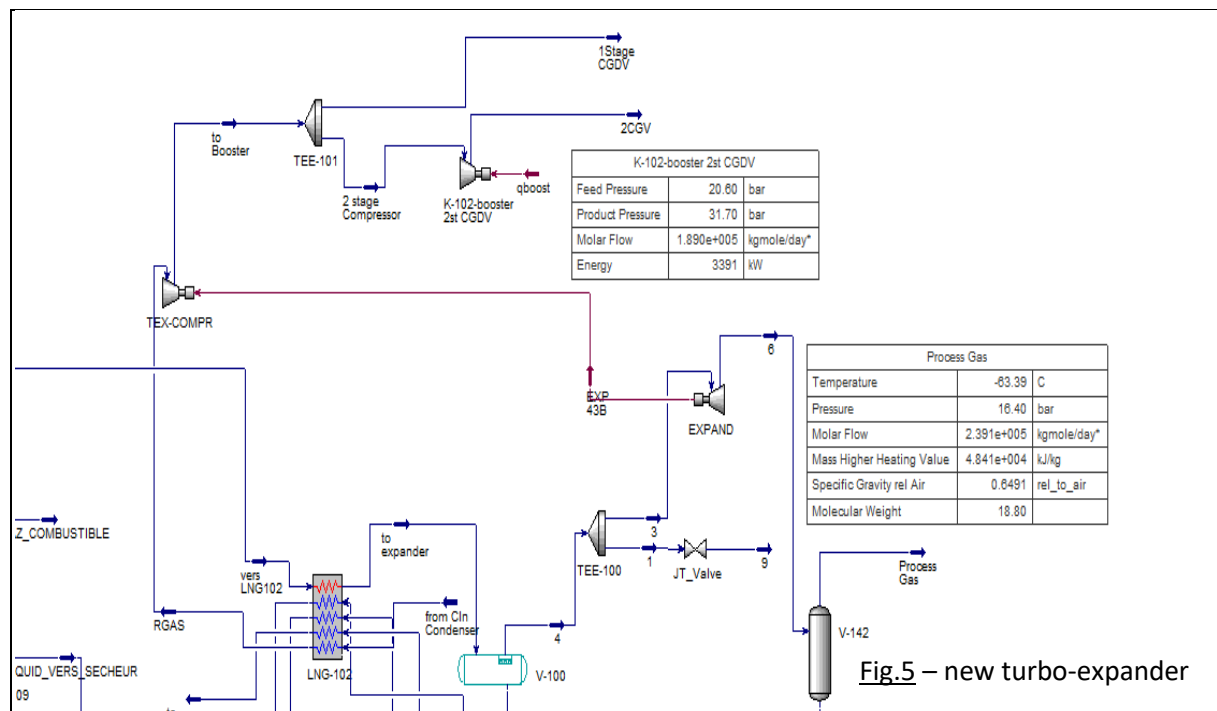 1Stage
CGDV
2CGV
to
Booster
TEE-101
2 stage
Compressor
K-102-booster
2st CGDV
qboost
K-102-booster 2st CGDV
Feed Pressure 20.60 bar
Product Pressure 31.70 bar
Molar Flow 1.890e+005 kgmole/day*
Energy 3391 kW
TEX-COMPR
6
EXP
43B
EXPAND
Process Gas
Temperature -63.39 C
Pressure 16.40 bar
Molar Flow 2.391e+005 kgmole/day*
Mass Higher Heating Value 4.841e+004 kJ/kg
Specific Gravity rel Air 0.6491 rel_to_air
Molecular Weight 18.80
Z_COMBUSTIBLE
to
expander
3
TEE-100
1
JT_Valve
9
vers
LNG102
Process
Gas
RGAS
from CIn
Condenser
4
V-142
QUID_VERS_SECHEUR
09
LNG-102
V-100
Fig.5 – new turbo-expander